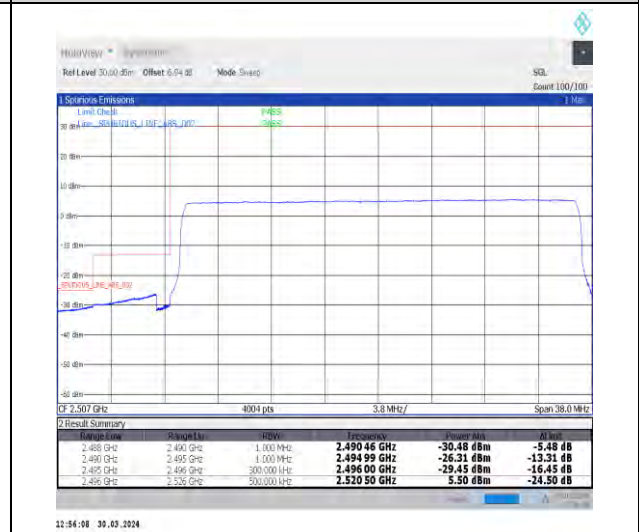 MultiView Spectrum
Ref Level 30.00 dBm Offset 6.94 dB Mode Sweep SGL
Count 100/100
1 Spurious Emissions 1 Max
Limit Check PASS
30 dBm Line _SPURIOUS_LINE_ABS_002 PASS
20 dBm
10 dBm
0 dBm
-10 dBm
-20 dBm
_SPURIOUS_LINE_ABS_002
-30 dBm
-40 dBm
-50 dBm
-60 dBm
CF 2.507 GHz 4004 pts 3.8 MHz/ Span 38.0 MHz
2 Result Summary
Range Low Range Up RBW Frequency Power Abs ΔLimit
2.488 GHz 2.490 GHz 1.000 MHz 2.490 46 GHz -30.48 dBm -5.48 dB
2.490 GHz 2.495 GHz 1.000 MHz 2.494 99 GHz -26.31 dBm -13.31 dB
2.495 GHz 2.496 GHz 300.000 kHz 2.496 00 GHz -29.45 dBm -16.45 dB
2.496 GHz 2.526 GHz 500.000 kHz 2.520 50 GHz 5.50 dBm -24.50 dB
12:56:08 30.03.2024